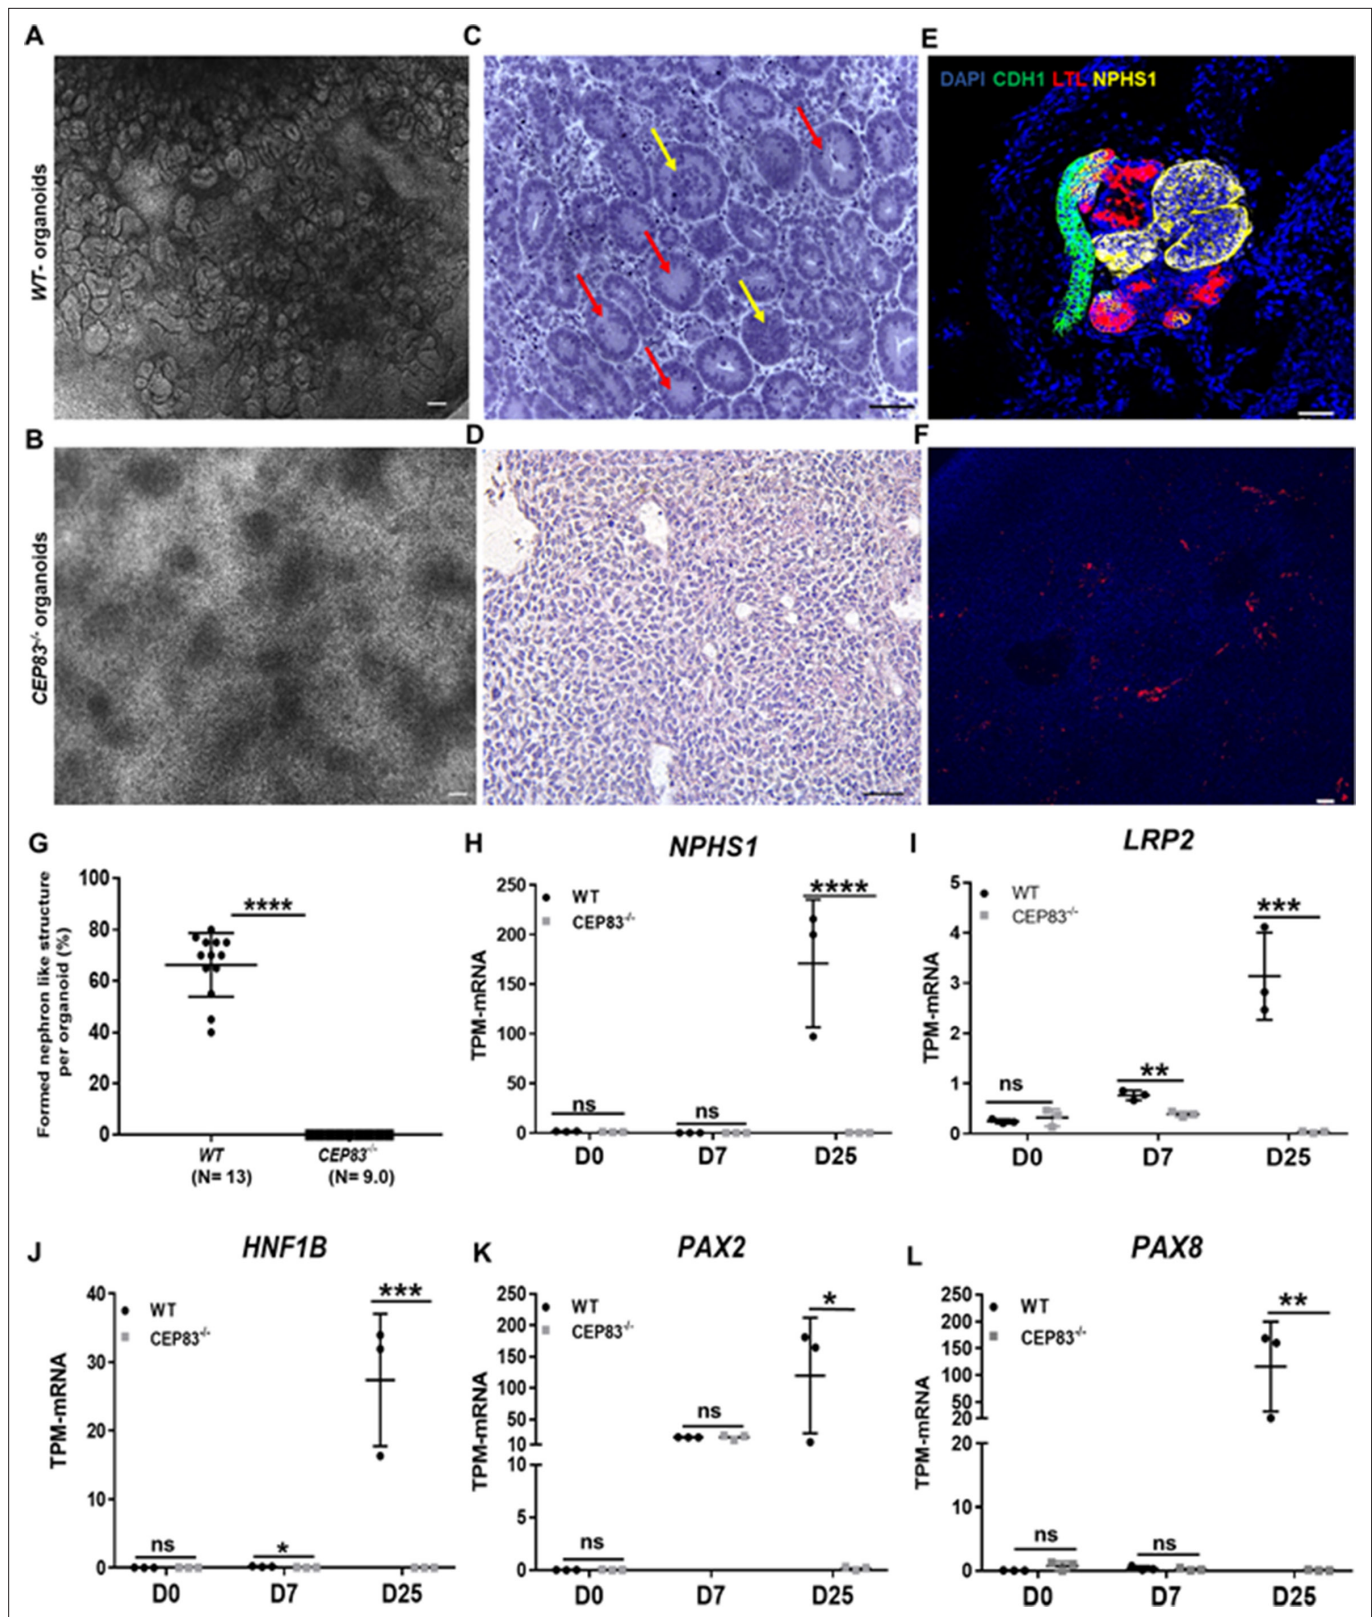 A
C
E
WT- organoids
DAPI CDH1 LTL NPHS1
B
D
F
CEP83-/- organoids
G
Formed nephron like structure
per organoid (%)
100
80
60
40
20
0
****
WT
(N= 13)
CEP83-/-
(N= 9.0)
H
NPHS1
TPM-mRNA
250
200
150
100
50
0
WT
CEP83-/-
ns
ns
****
D0
D7
D25
I
LRP2
TPM-mRNA
5
4
3
2
1
0
WT
CEP83-/-
ns
**
***
D0
D7
D25
J
HNF1B
TPM-mRNA
40
30
20
10
0
WT
CEP83-/-
ns
*
***
D0
D7
D25
K
PAX2
TPM-mRNA
250
200
150
100
50
10
10
5
0
WT
CEP83-/-
ns
ns
*
D0
D7
D25
L
PAX8
TPM-mRNA
250
200
150
100
50
20
20
10
0
WT
CEP83-/-
ns
ns
**
D0
D7
D25